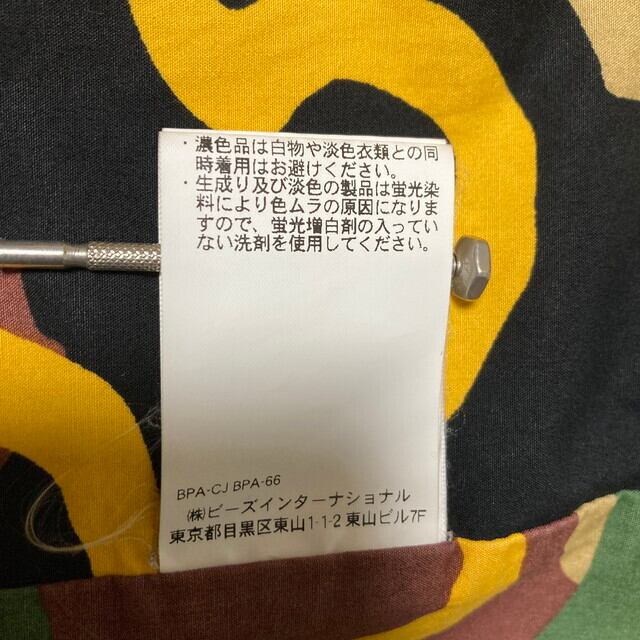 ・濃色品は白物や淡色衣類との同
時着用はお避けください。
・生成り及び淡色の製品は蛍光染
料により色ムラの原因になりま
すので、蛍光増白剤の入ってい
ない洗剤を使用してください。
BPA-CJ BPA-66
㈱ビーズインターナショナル
東京都目黒区東山1-1-2 東山ビル7F